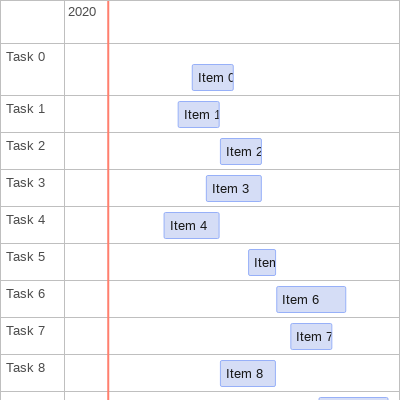 2020
Task 0
Item 0
Task 1
Item 1
Task 2
Item 2
Task 3
Item 3
Task 4
Item 4
Task 5
Iten
Task 6
Item 6
Task 7
Item 7
Task 8
Item 8